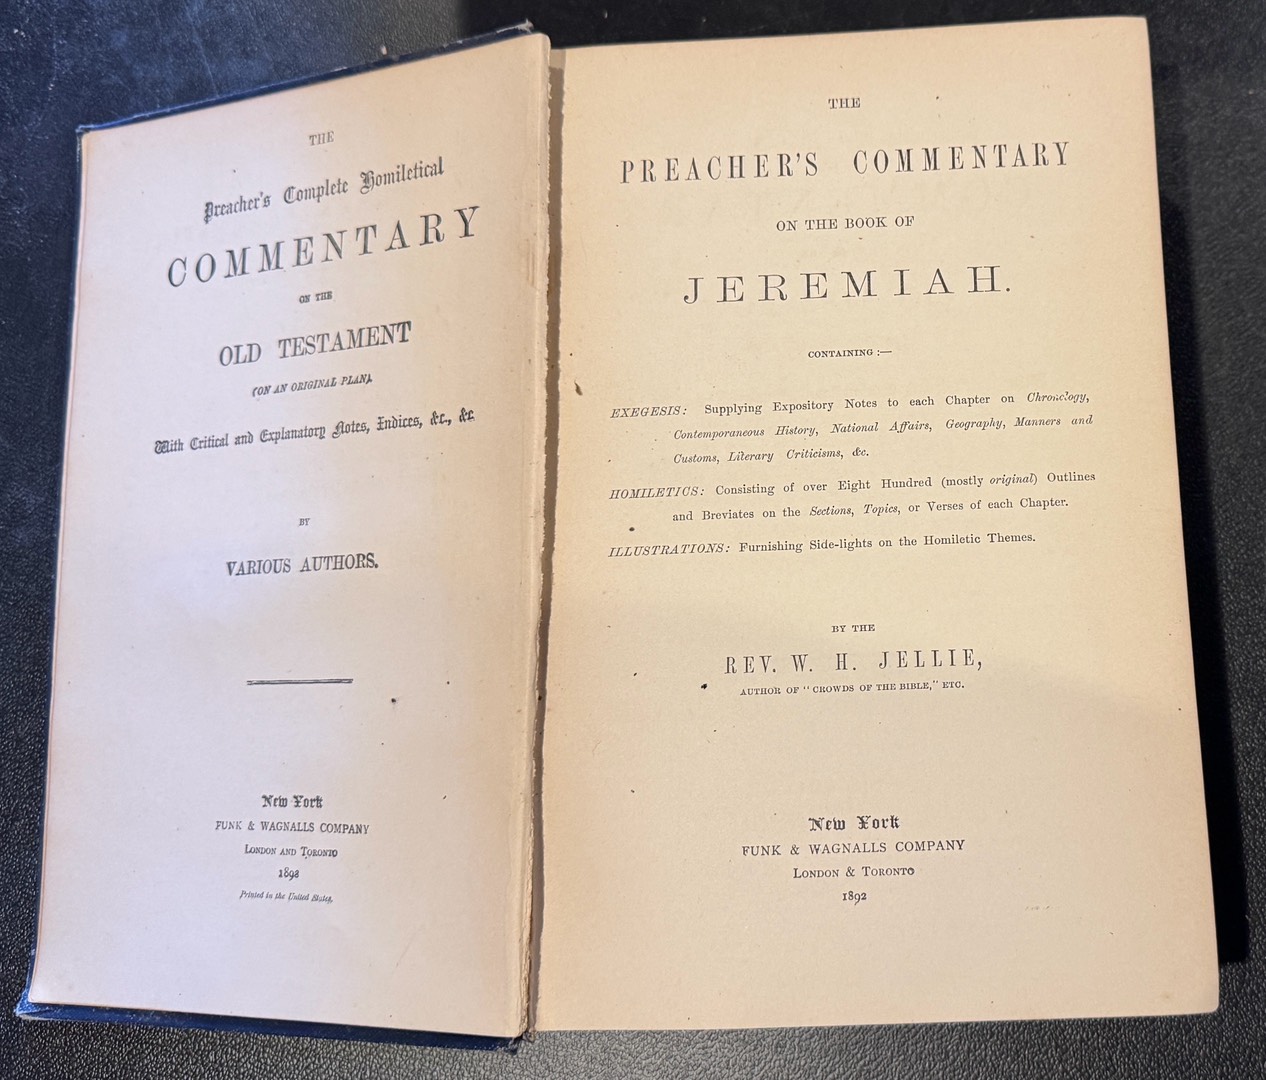 THE
Preacher's Complete Homiletical
COMMENTARY
ON THE
OLD TESTAMENT
(ON AN ORIGINAL PLAN).
With Critical and Explanatory Notes, Indices, &c., &c.
BY
VARIOUS AUTHORS.
New York
FUNK & WAGNALLS COMPANY
LONDON AND TORONTO
1892
Printed in the United States.
THE
PREACHER'S COMMENTARY
ON THE BOOK OF
JEREMIAH.
CONTAINING :—
EXEGESIS: Supplying Expository Notes to each Chapter on Chronology,
Contemporaneous History, National Affairs, Geography, Manners and
Customs, Literary Criticisms, &c.
HOMILETICS: Consisting of over Eight Hundred (mostly original) Outlines
and Breviates on the Sections, Topics, or Verses of each Chapter.
ILLUSTRATIONS: Furnishing Side-lights on the Homiletic Themes.
BY THE
REV. W. H. JELLIE,
AUTHOR OF "CROWDS OF THE BIBLE," ETC.
New York
FUNK & WAGNALLS COMPANY
LONDON & TORONTO
1892